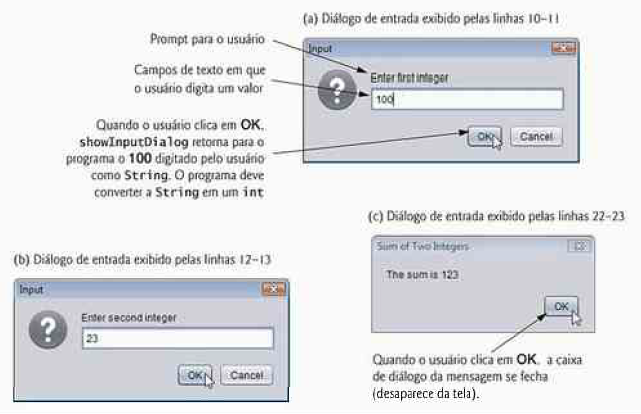 (a) Diálogo de entrada exibido pelas linhas 10–11
Prompt para o usuário
Input
Enter first integer
100
OK
Cancel
Campos de texto em que
o usuário digita um valor
Quando o usuário clica em OK,
showInputDialog retorna para o
programa o 100 digitado pelo usuário
como String. O programa deve
converter a String em um int
(b) Diálogo de entrada exibido pelas linhas 12–13
Input
Enter second integer
23
OK
Cancel
(c) Diálogo de entrada exibido pelas linhas 22–23
Sum of Two Integers
The sum is 123
OK
Quando o usuário clica em OK, a caixa
de diálogo da mensagem se fecha
(desaparece da tela).